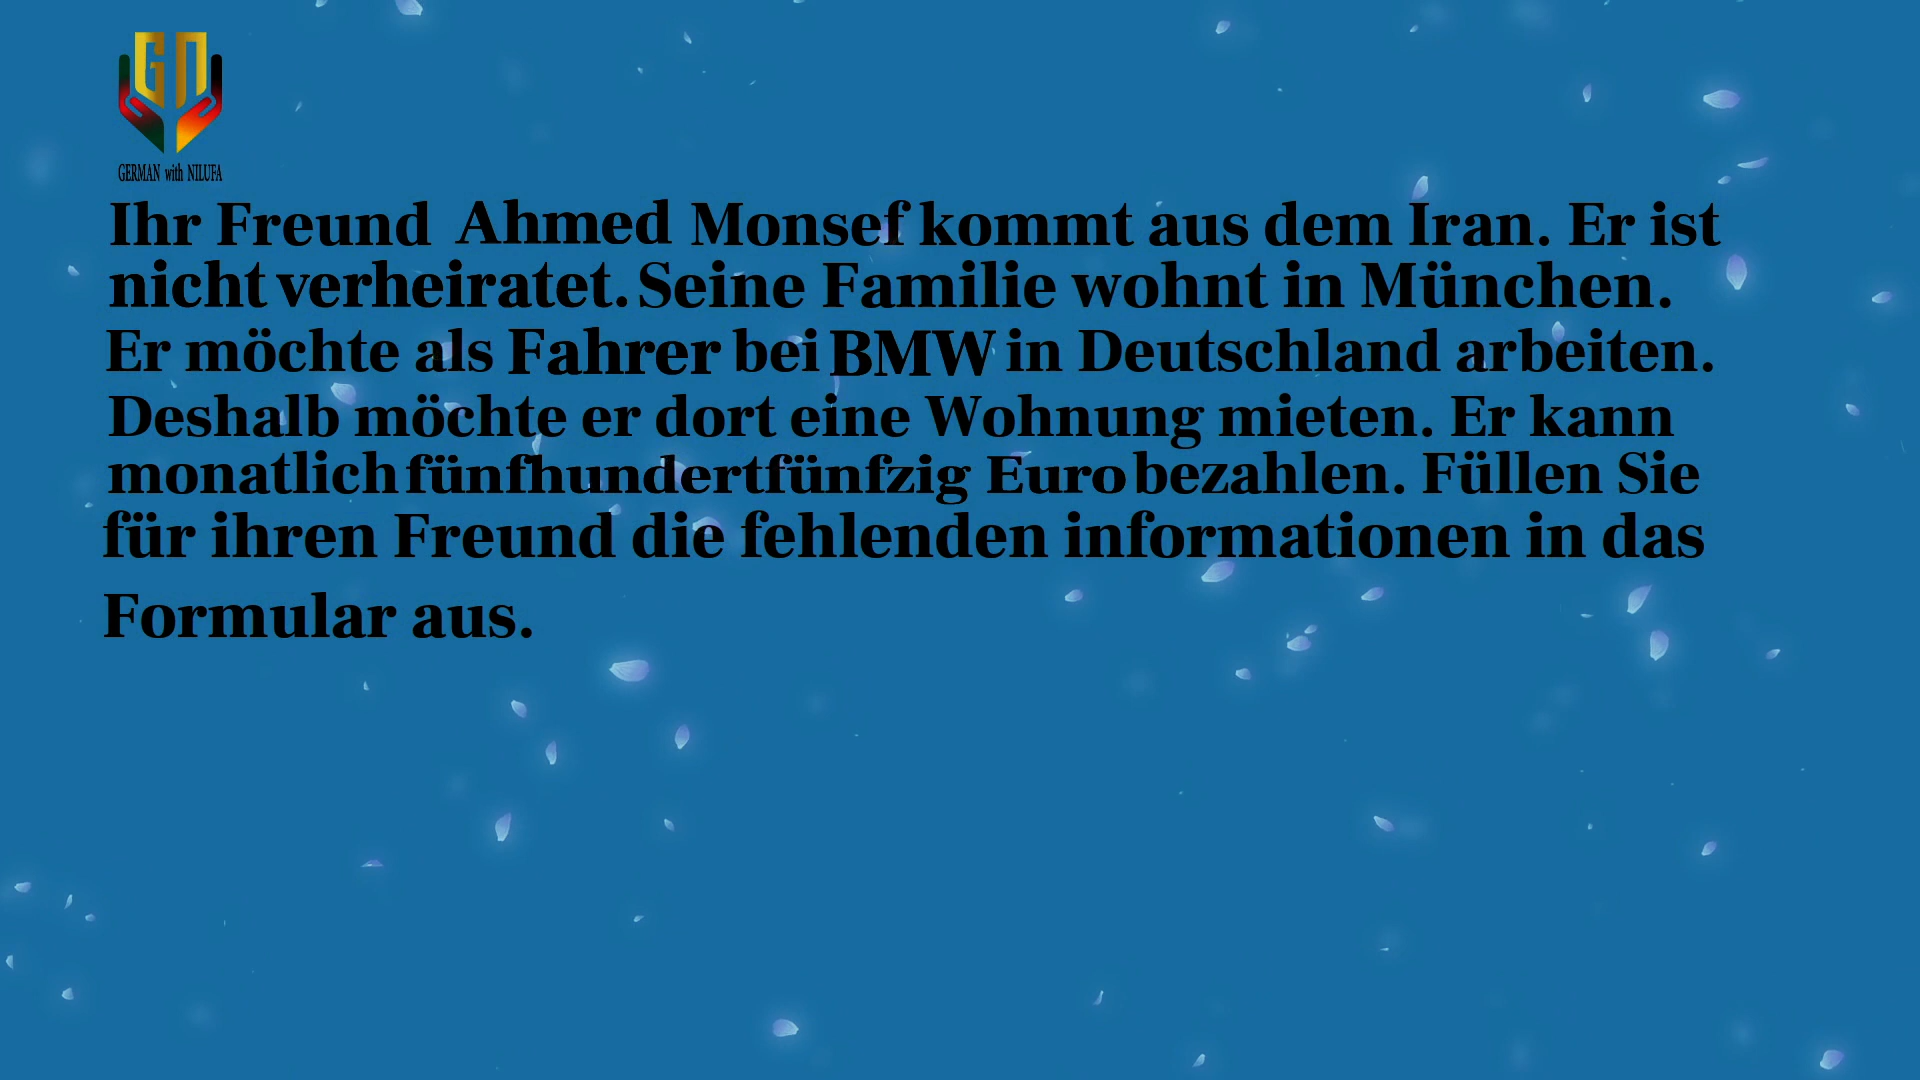 GN
GERMAN with NILUFA
Ihr Freund Ahmed Monsef kommt aus dem Iran. Er ist
nicht verheiratet. Seine Familie wohnt in München.
Er möchte als Fahrer bei BMW in Deutschland arbeiten.
Deshalb möchte er dort eine Wohnung mieten. Er kann
monatlich fünfhundertfünfzig Euro bezahlen. Füllen Sie
für ihren Freund die fehlenden informationen in das
Formular aus.